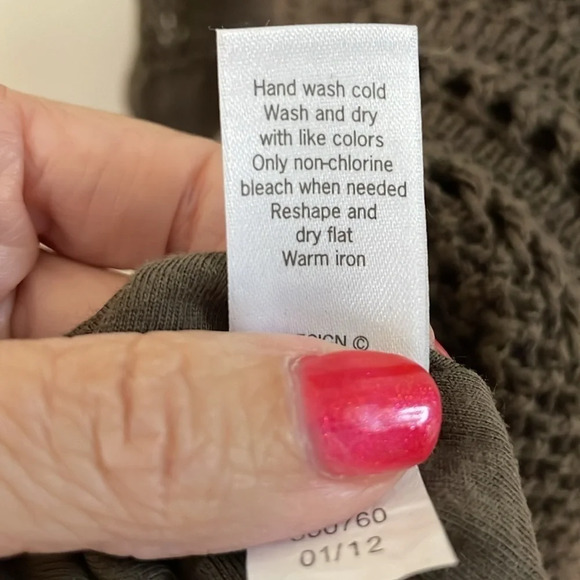 Hand wash cold
Wash and dry
with like colors
Only non-chlorine
bleach when needed
Reshape and
dry flat
Warm iron
©
01/12